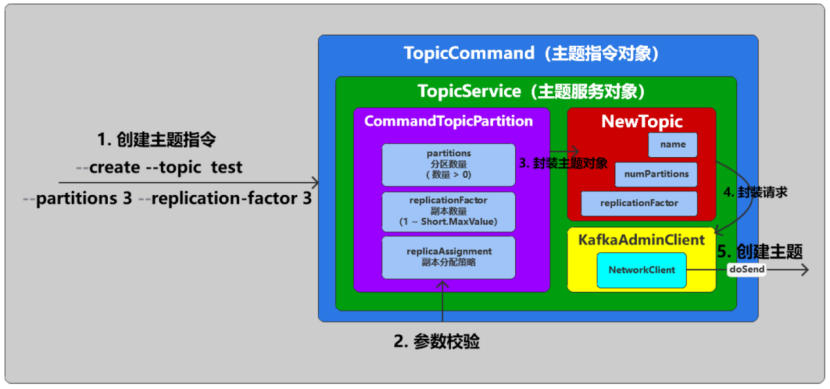 TopicCommand（主题指令对象）
TopicService（主题服务对象）
1. 创建主题指令
--create --topic test
--partitions 3 --replication-factor 3
CommandTopicPartition
partitions
分区数量
( 数量 > 0)
replicationFactor
副本数量
(1 ~ Short.MaxValue)
replicaAssignment
副本分配策略
2. 参数校验
3. 封装主题对象
NewTopic
name
numPartitions
replicationFactor
4. 封装请求
KafkaAdminClient
NetworkClient
5. 创建主题
doSend